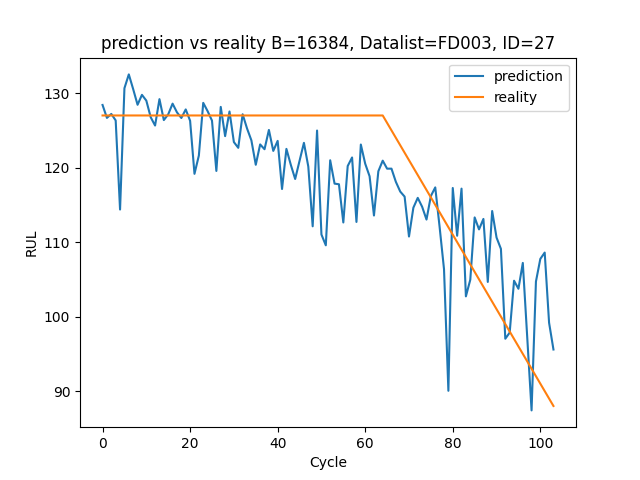 prediction vs reality B=16384, Datalist=FD003, ID=27
prediction
reality
RUL
130
120
110
100
90
0 20 40 60 80 100
Cycle